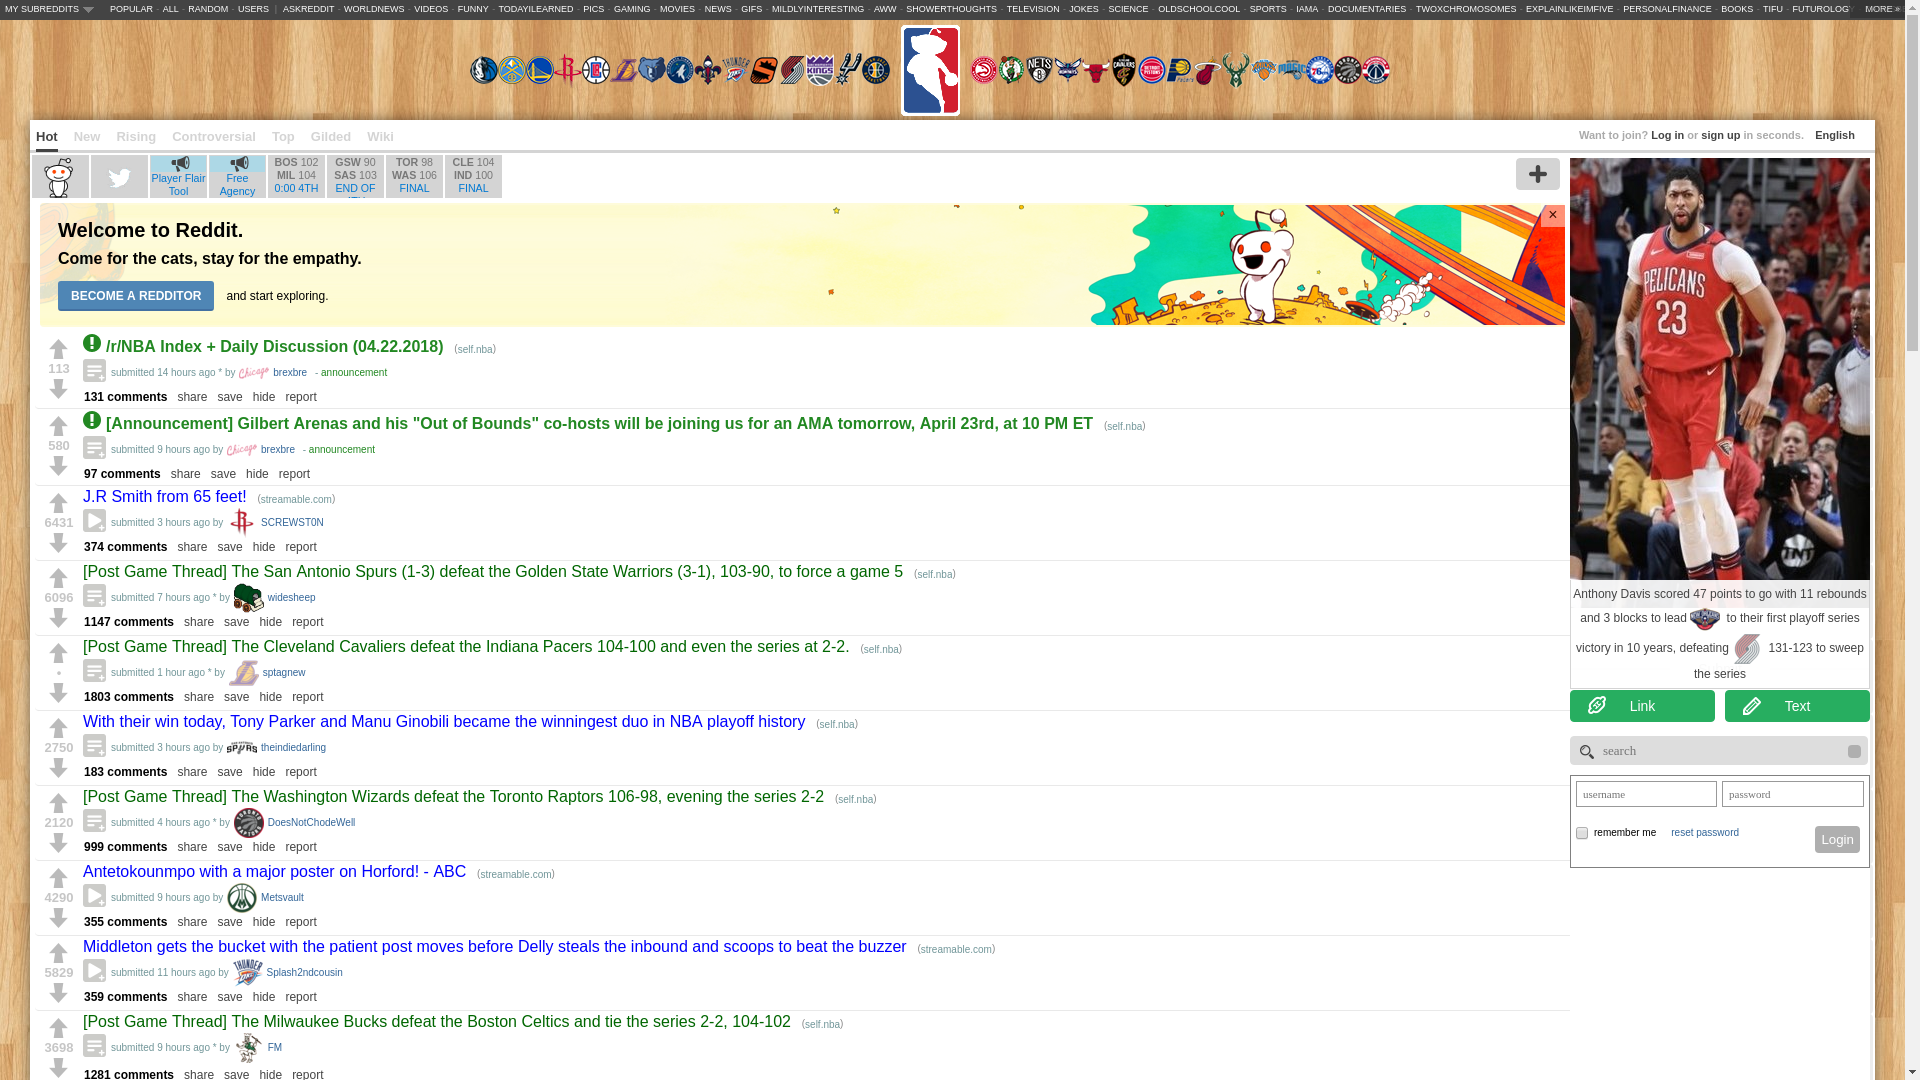 MY SUBREDDITS POPULAR - ALL - RANDOM - USERS | ASKREDDIT - WORLDNEWS - VIDEOS - FUNNY - TODAYILEARNED - PICS - GAMING - MOVIES - NEWS - GIFS - MILDLYINTERESTING - AWW - SHOWERTHOUGHTS - TELEVISION - JOKES - SCIENCE - OLDSCHOOLCOOL - SPORTS - IAMA - DOCUMENTARIES - TWOXCHROMOSOMES - EXPLAINLIKEIMFIVE - PERSONALFINANCE - BOOKS - TIFU - FUTUROLOGY MORE »
Hot New Rising Controversial Top Gilded Wiki
Want to join? Log in or sign up in seconds. English
Player Flair Tool
Free Agency
BOS 102
MIL 104
0:00 4TH
GSW 90
SAS 103
END OF
TOR 98
WAS 106
FINAL
CLE 104
IND 100
FINAL
Welcome to Reddit.
Come for the cats, stay for the empathy.
BECOME A REDDITOR and start exploring.
×
/r/NBA Index + Daily Discussion (04.22.2018) (self.nba)
113
submitted 14 hours ago * by Chicago brexbre - announcement
131 comments share save hide report
[Announcement] Gilbert Arenas and his "Out of Bounds" co-hosts will be joining us for an AMA tomorrow, April 23rd, at 10 PM ET (self.nba)
580
submitted 9 hours ago by Chicago brexbre - announcement
97 comments share save hide report
J.R Smith from 65 feet! (streamable.com)
6431
submitted 3 hours ago by SCREWST0N
374 comments share save hide report
[Post Game Thread] The San Antonio Spurs (1-3) defeat the Golden State Warriors (3-1), 103-90, to force a game 5 (self.nba)
6096
submitted 7 hours ago * by widesheep
1147 comments share save hide report
[Post Game Thread] The Cleveland Cavaliers defeat the Indiana Pacers 104-100 and even the series at 2-2. (self.nba)
•
submitted 1 hour ago * by sptagnew
1803 comments share save hide report
With their win today, Tony Parker and Manu Ginobili became the winningest duo in NBA playoff history (self.nba)
2750
submitted 3 hours ago by SPURS theindiedarling
183 comments share save hide report
[Post Game Thread] The Washington Wizards defeat the Toronto Raptors 106-98, evening the series 2-2 (self.nba)
2120
submitted 4 hours ago * by DoesNotChodeWell
999 comments share save hide report
Antetokounmpo with a major poster on Horford! - ABC (streamable.com)
4290
submitted 9 hours ago by Metsvault
355 comments share save hide report
Middleton gets the bucket with the patient post moves before Delly steals the inbound and scoops to beat the buzzer (streamable.com)
5829
submitted 11 hours ago by THUNDER Splash2ndcousin
359 comments share save hide report
[Post Game Thread] The Milwaukee Bucks defeat the Boston Celtics and tie the series 2-2, 104-102 (self.nba)
3698
submitted 9 hours ago * by FM
1281 comments share save hide report
PELICANS
23
Anthony Davis scored 47 points to go with 11 rebounds
and 3 blocks to lead to their first playoff series
victory in 10 years, defeating 131-123 to sweep
the series
Link
Text
search
username
password
remember me reset password
Login